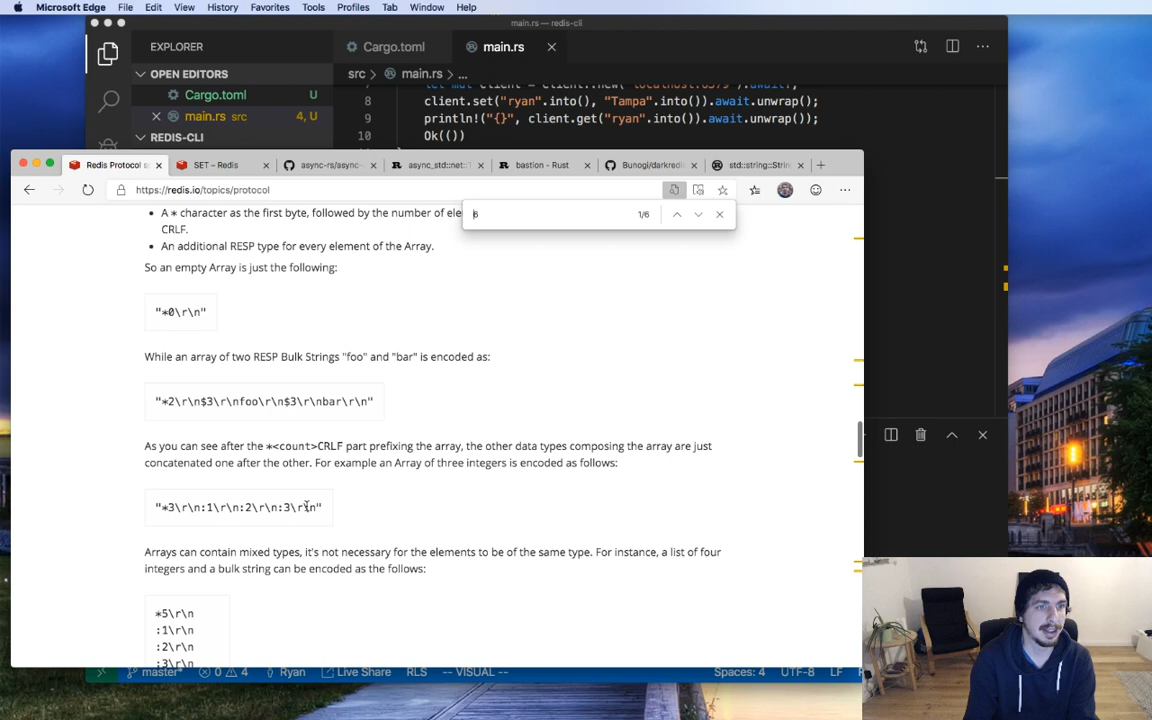 Microsoft Edge File Edit View History Favorites Tools Profiles Tab Window Help
main.rs — redis-cli
EXPLORER
Cargo.toml
main.rs
OPEN EDITORS
src > main.rs > ...
Cargo.toml U
8 client.set("ryan".into(), "Tampa".into()).await.unwrap();
main.rs src 4, U
9 println!("{}", client.get("ryan".into()).await.unwrap());
REDIS-CLI
10 Ok(())
Redis Protocol s
SET – Redis
async-rs/async-
async_std::net::T
bastion - Rust
Bunogi/darkredi
std::string::Stri
https://redis.io/topics/protocol
A * character as the first byte, followed by the number of ele
6
1/6
CRLF.
An additional RESP type for every element of the Array.
So an empty Array is just the following:
"*0\r\n"
While an array of two RESP Bulk Strings "foo" and "bar" is encoded as:
"*2\r\n$3\r\nfoo\r\n$3\r\nbar\r\n"
As you can see after the *<count>CRLF part prefixing the array, the other data types composing the array are just
concatenated one after the other. For example an Array of three integers is encoded as follows:
"*3\r\n:1\r\n:2\r\n:3\r\n"
Arrays can contain mixed types, it's not necessary for the elements to be of the same type. For instance, a list of four
integers and a bulk string can be encoded as the follows:
*5\r\n
:1\r\n
:2\r\n
:3\r\n
master* 0 4 Ryan Live Share RLS -- VISUAL -- Spaces: 4 UTF-8 LF